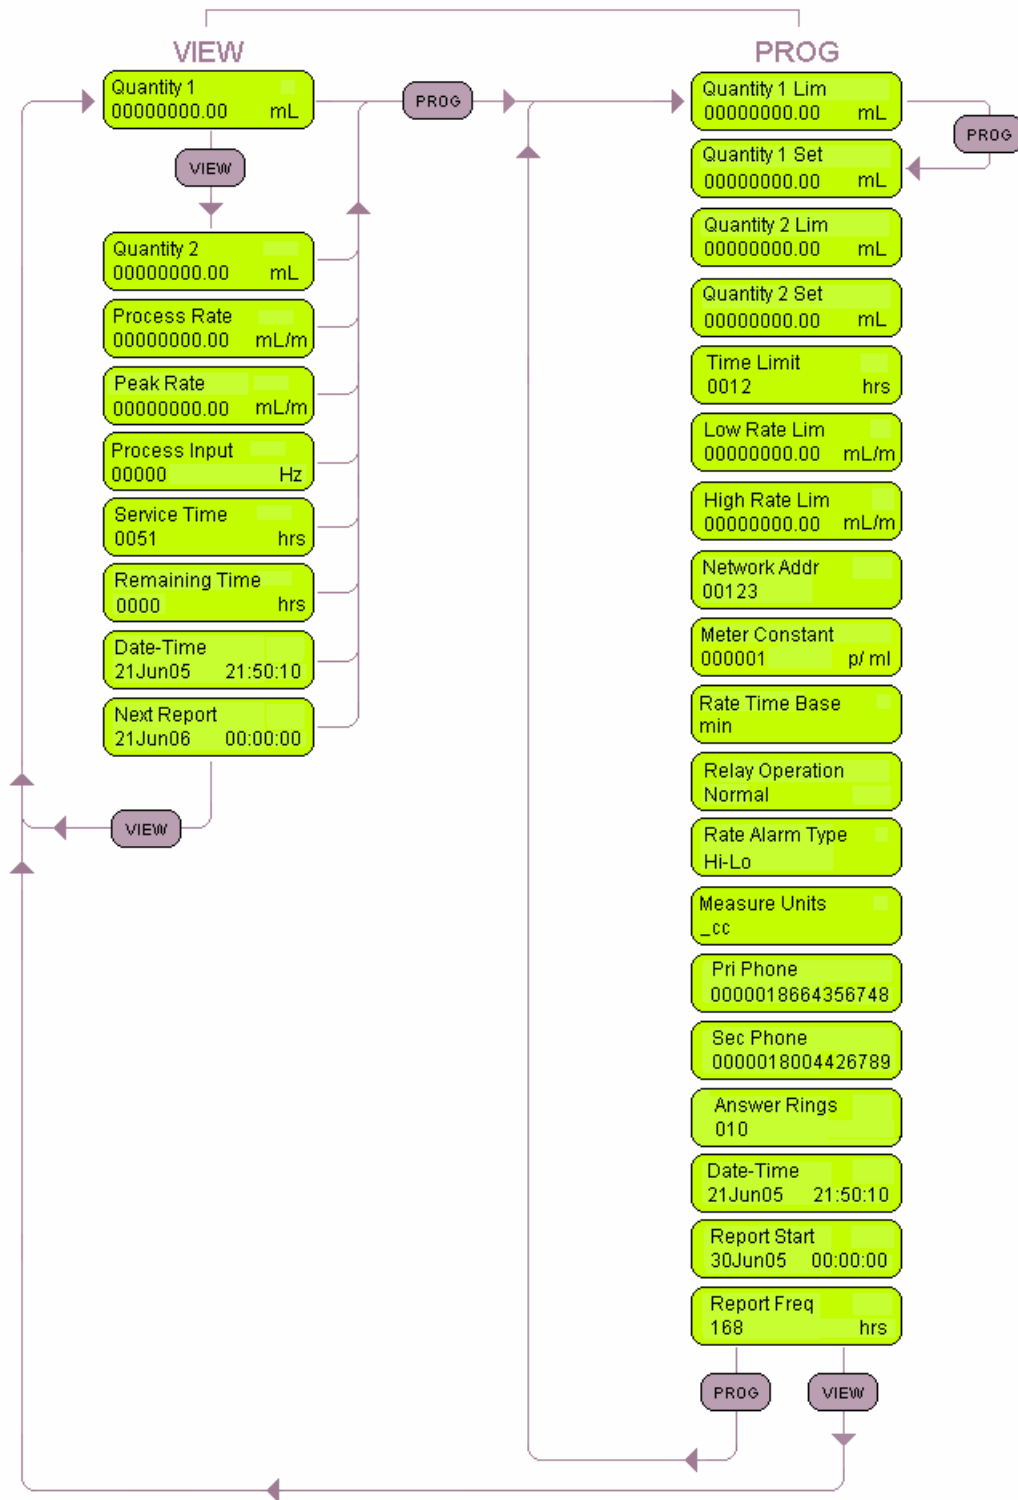 VIEW
Quantity 1
00000000.00 mL
VIEW
Quantity 2
00000000.00 mL
Process Rate
00000000.00 mL/m
Peak Rate
00000000.00 mL/m
Process Input
00000 Hz
Service Time
0051 hrs
Remaining Time
0000 hrs
Date-Time
21Jun05 21:50:10
Next Report
21Jun06 00:00:00
VIEW
PROG
PROG
Quantity 1 Lim
00000000.00 mL
PROG
Quantity 1 Set
00000000.00 mL
Quantity 2 Lim
00000000.00 mL
Quantity 2 Set
00000000.00 mL
Time Limit
0012 hrs
Low Rate Lim
00000000.00 mL/m
High Rate Lim
00000000.00 mL/m
Network Addr
00123
Meter Constant
000001 p/ ml
Rate Time Base
min
Relay Operation
Normal
Rate Alarm Type
Hi-Lo
Measure Units
_cc
Pri Phone
0000018664356748
Sec Phone
0000018004426789
Answer Rings
010
Date-Time
21Jun05 21:50:10
Report Start
30Jun05 00:00:00
Report Freq
168 hrs
PROG
VIEW